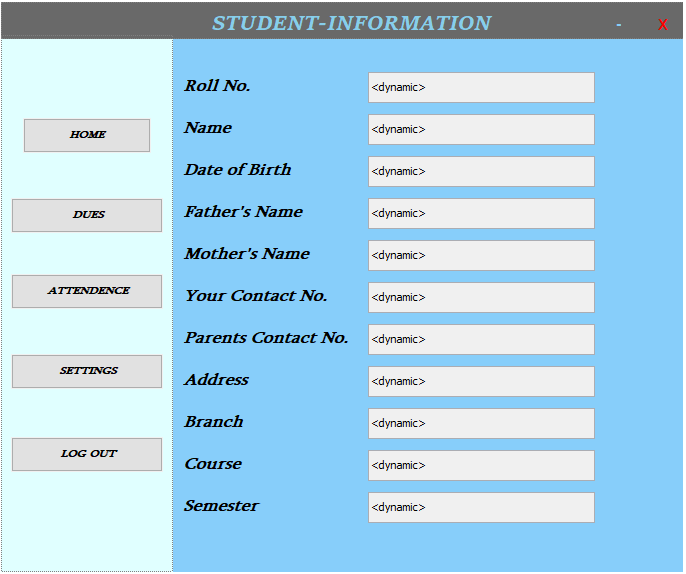 STUDENT-INFORMATION - X
HOME
DUES
ATTENDENCE
SETTINGS
LOG OUT
Roll No. <dynamic>
Name <dynamic>
Date of Birth <dynamic>
Father's Name <dynamic>
Mother's Name <dynamic>
Your Contact No. <dynamic>
Parents Contact No. <dynamic>
Address <dynamic>
Branch <dynamic>
Course <dynamic>
Semester <dynamic>